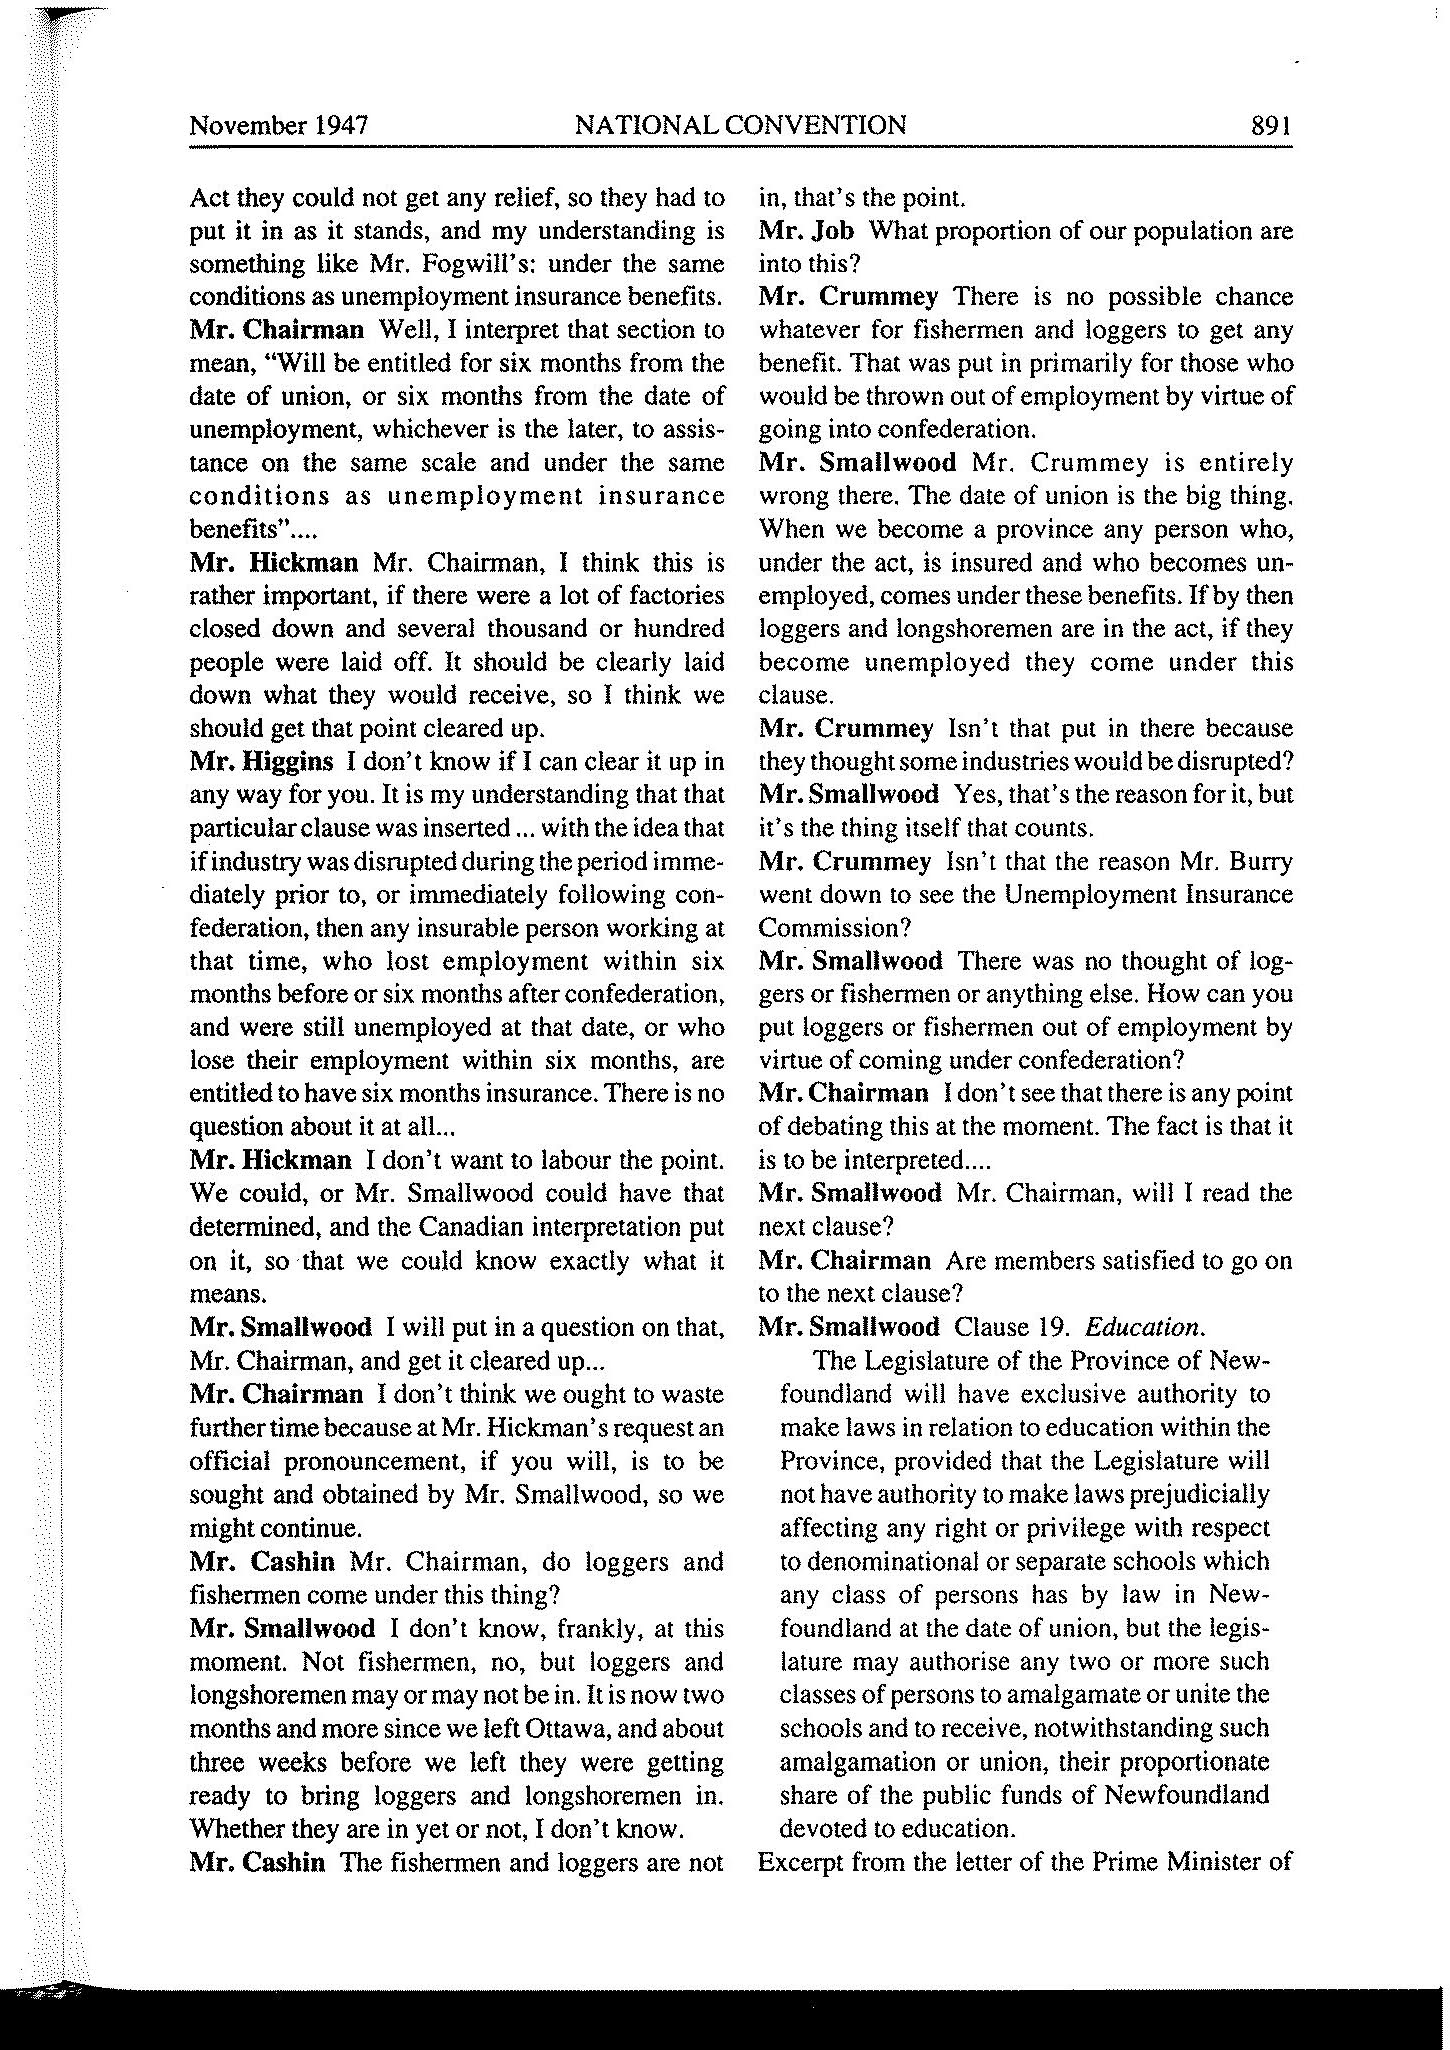 November 1947 NATIONAL CONVENTION 891
Act they could not get any relief, so they had to
put it in as it stands, and my understanding is
something like Mr. Fogwill's: under the same
conditions as unemployment insurance benefits.
Mr. Chairman Well, I interpret that section to
mean, "Will be entitled for six months from the
date of union, or six months from the date of
unemployment, whichever is the later, to assis-
tance on the same scale and under the same
conditions as unemployment insurance
benefits"....
Mr. Hickman Mr. Chairman, I think this is
rather important, if there were a lot of factories
closed down and several thousand or hundred
people were laid off. It should be clearly laid
down what they would receive, so I think we
should get that point cleared up.
Mr. Higgins I don't know if I can clear it up in
any way for you. It is my understanding that that
particular clause was inserted ... with the idea that
if industry was disrupted during the period imme-
diately prior to, or immediately following con-
federation, then any insurable person working at
that time, who lost employment within six
months before or six months after confederation,
and were still unemployed at that date, or who
lose their employment within six months, are
entitled to have six months insurance. There is no
question about it at all...
Mr. Hickman I don't want to labour the point.
We could, or Mr. Smallwood could have that
determined, and the Canadian interpretation put
on it, so that we could know exactly what it
means.
Mr. Smallwood I will put in a question on that,
Mr. Chairman, and get it cleared up...
Mr. Chairman I don't think we ought to waste
further time because at Mr. Hickman's request an
official pronouncement, if you will, is to be
sought and obtained by Mr. Smallwood, so we
might continue.
Mr. Cashin Mr. Chairman, do loggers and
fishermen come under this thing?
Mr. Smallwood I don't know, frankly, at this
moment. Not fishermen, no, but loggers and
longshoremen may or may not be in. It is now two
months and more since we left Ottawa, and about
three weeks before we left they were getting
ready to bring loggers and longshoremen in.
Whether they are in yet or not, I don't know.
Mr. Cashin The fishermen and loggers are not
in, that's the point.
Mr. Job What proportion of our population are
into this?
Mr. Crummey There is no possible chance
whatever for fishermen and loggers to get any
benefit. That was put in primarily for those who
would be thrown out of employment by virtue of
going into confederation.
Mr. Smallwood Mr. Crummey is entirely
wrong there. The date of union is the big thing.
When we become a province any person who,
under the act, is insured and who becomes un-
employed, comes under these benefits. If by then
loggers and longshoremen are in the act, if they
become unemployed they come under this
clause.
Mr. Crummey Isn't that put in there because
they thought some industries would be disrupted?
Mr. Smallwood Yes, that's the reason for it, but
it's the thing itself that counts.
Mr. Crummey Isn't that the reason Mr. Burry
went down to see the Unemployment Insurance
Commission?
Mr. Smallwood There was no thought of log-
gers or fishermen or anything else. How can you
put loggers or fishermen out of employment by
virtue of coming under confederation?
Mr. Chairman I don't see that there is any point
of debating this at the moment. The fact is that it
is to be interpreted....
Mr. Smallwood Mr. Chairman, will I read the
next clause?
Mr. Chairman Are members satisfied to go on
to the next clause?
Mr. Smallwood Clause 19. Education.
The Legislature of the Province of New-
foundland will have exclusive authority to
make laws in relation to education within the
Province, provided that the Legislature will
not have authority to make laws prejudicially
affecting any right or privilege with respect
to denominational or separate schools which
any class of persons has by law in New-
foundland at the date of union, but the legis-
lature may authorise any two or more such
classes of persons to amalgamate or unite the
schools and to receive, notwithstanding such
amalgamation or union, their proportionate
share of the public funds of Newfoundland
devoted to education.
Excerpt from the letter of the Prime Minister of